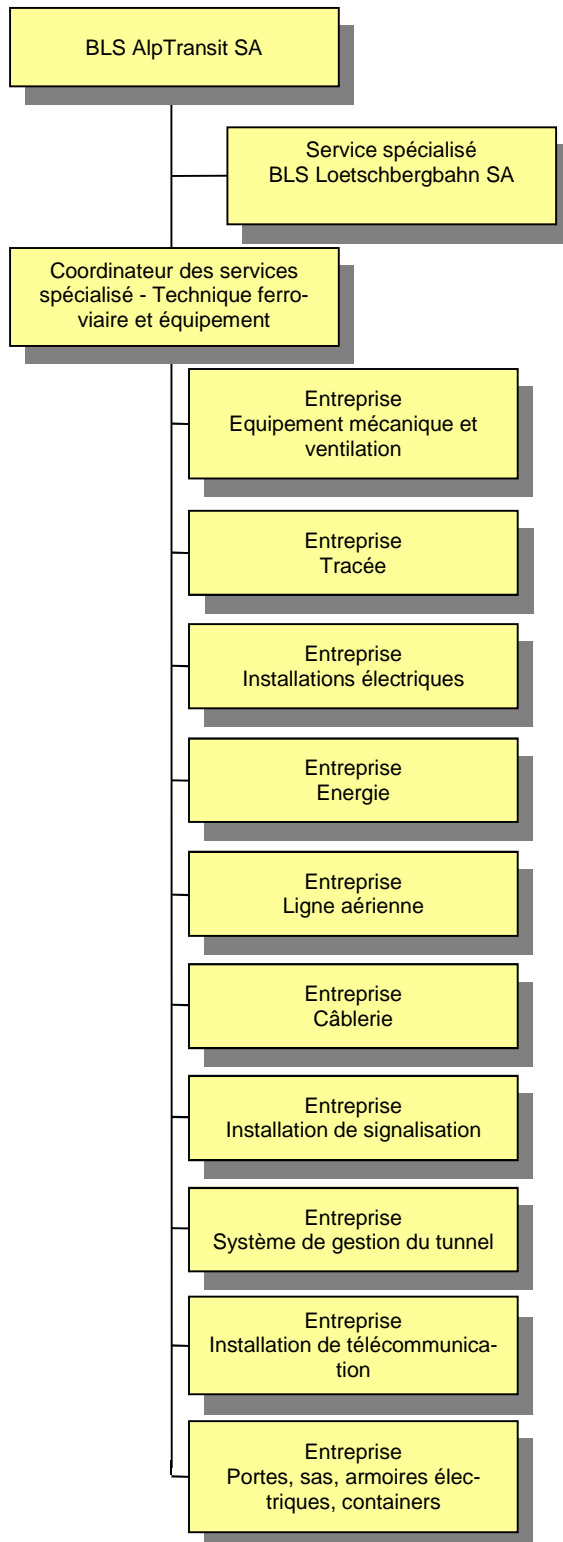 BLS AlpTransit SA
Service spécialisé
BLS Loetschbergbahn SA
Coordinateur des services
spécialisé - Technique ferro-
viaire et équipement
Entreprise
Equipement mécanique et
ventilation
Entreprise
Tracée
Entreprise
Installations électriques
Entreprise
Energie
Entreprise
Ligne aérienne
Entreprise
Câblerie
Entreprise
Installation de signalisation
Entreprise
Système de gestion du tunnel
Entreprise
Installation de télécommunica-
tion
Entreprise
Portes, sas, armoires élec-
triques, containers